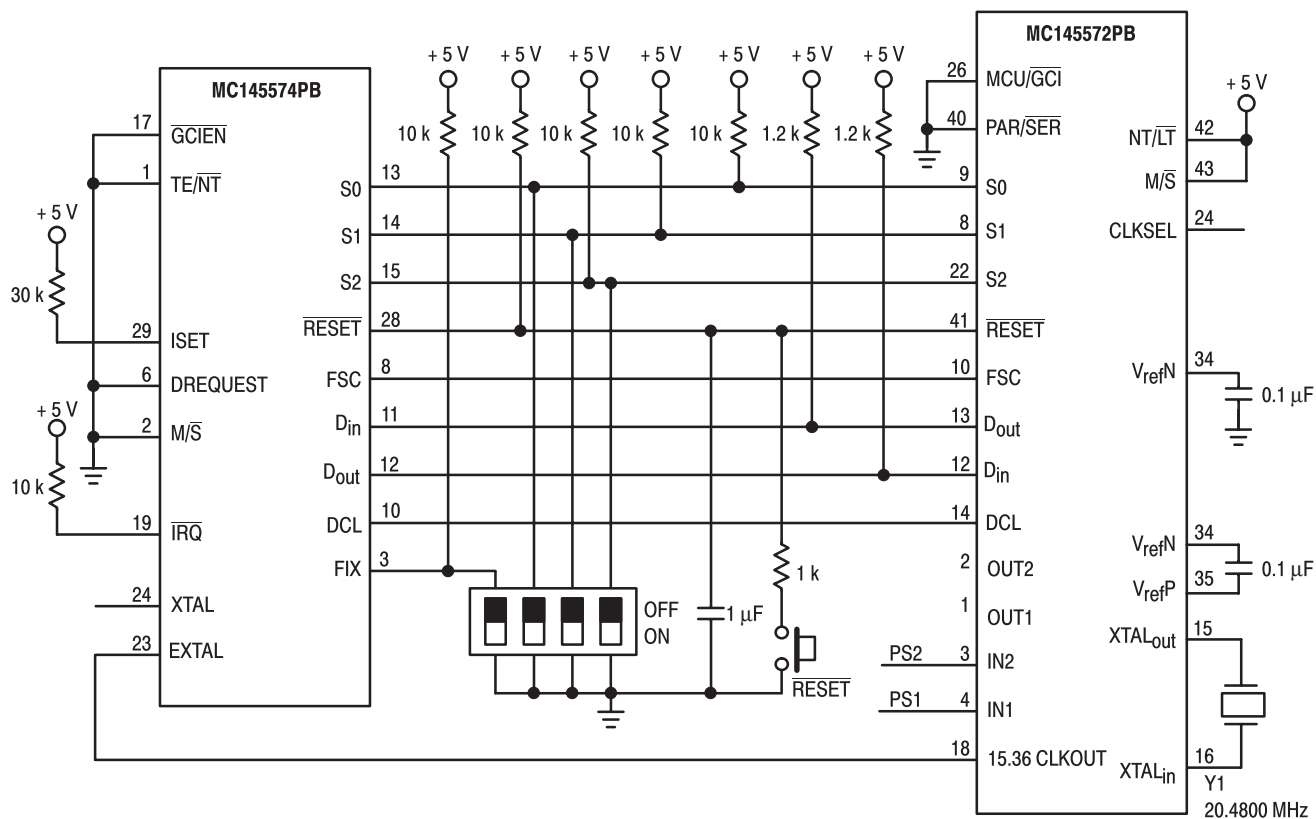 MC145572PB
MC145574PB
+ 5 V
+ 5 V
+ 5 V
+ 5 V
+ 5 V
+ 5 V
+ 5 V
26
MCU/GCI
+ 5 V
17
GCIEN
10 k
10 k
10 k
10 k
10 k
1.2 k
1.2 k
40
PAR/SER
NT/LT
42
1
TE/NT
S0
13
9
S0
M/S
43
+ 5 V
S1
14
8
S1
CLKSEL
24
30 k
S2
15
22
S2
29
ISET
RESET
28
41
RESET
6
DREQUEST
FSC
8
10
FSC
VrefN
34
0.1 μF
+ 5 V
2
M/S
Din
11
13
Dout
10 k
Dout
12
12
Din
19
IRQ
DCL
10
14
DCL
VrefN
34
FIX
3
1 k
2
OUT2
0.1 μF
VrefP
35
24
XTAL
OFF
ON
1 μF
1
OUT1
XTALout
15
23
EXTAL
PS2
3
IN2
RESET
PS1
4
IN1
18
15.36 CLKOUT
XTALin
16
Y1
20.4800 MHz